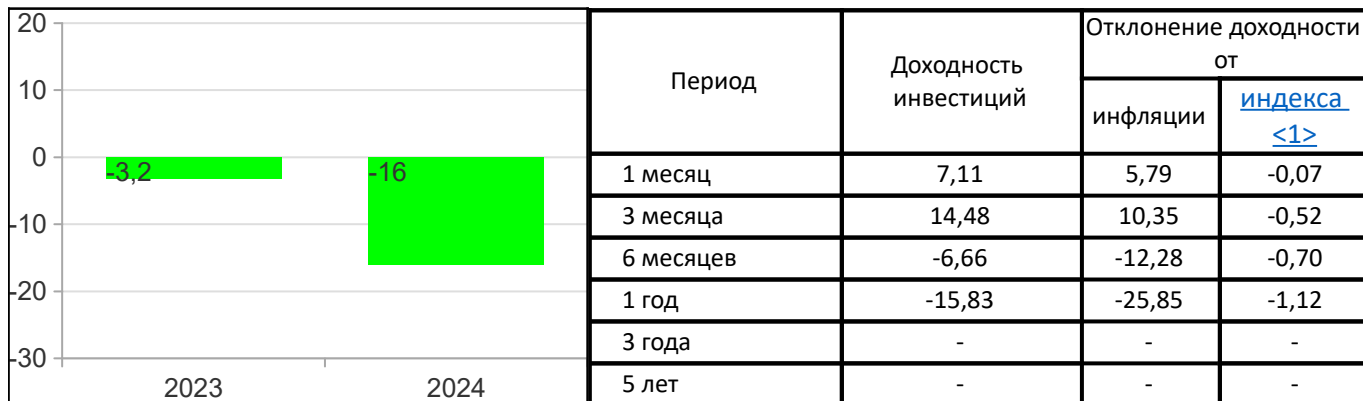 20
10
0
-10
-20
-30
-3,2
-16
2023 2024
Период
Доходность
инвестиций
Отклонение доходности
от
инфляции
индекса
<1>
1 месяц 7,11 5,79 -0,07
3 месяца 14,48 10,35 -0,52
6 месяцев -6,66 -12,28 -0,70
1 год -15,83 -25,85 -1,12
3 года - - -
5 лет - - -